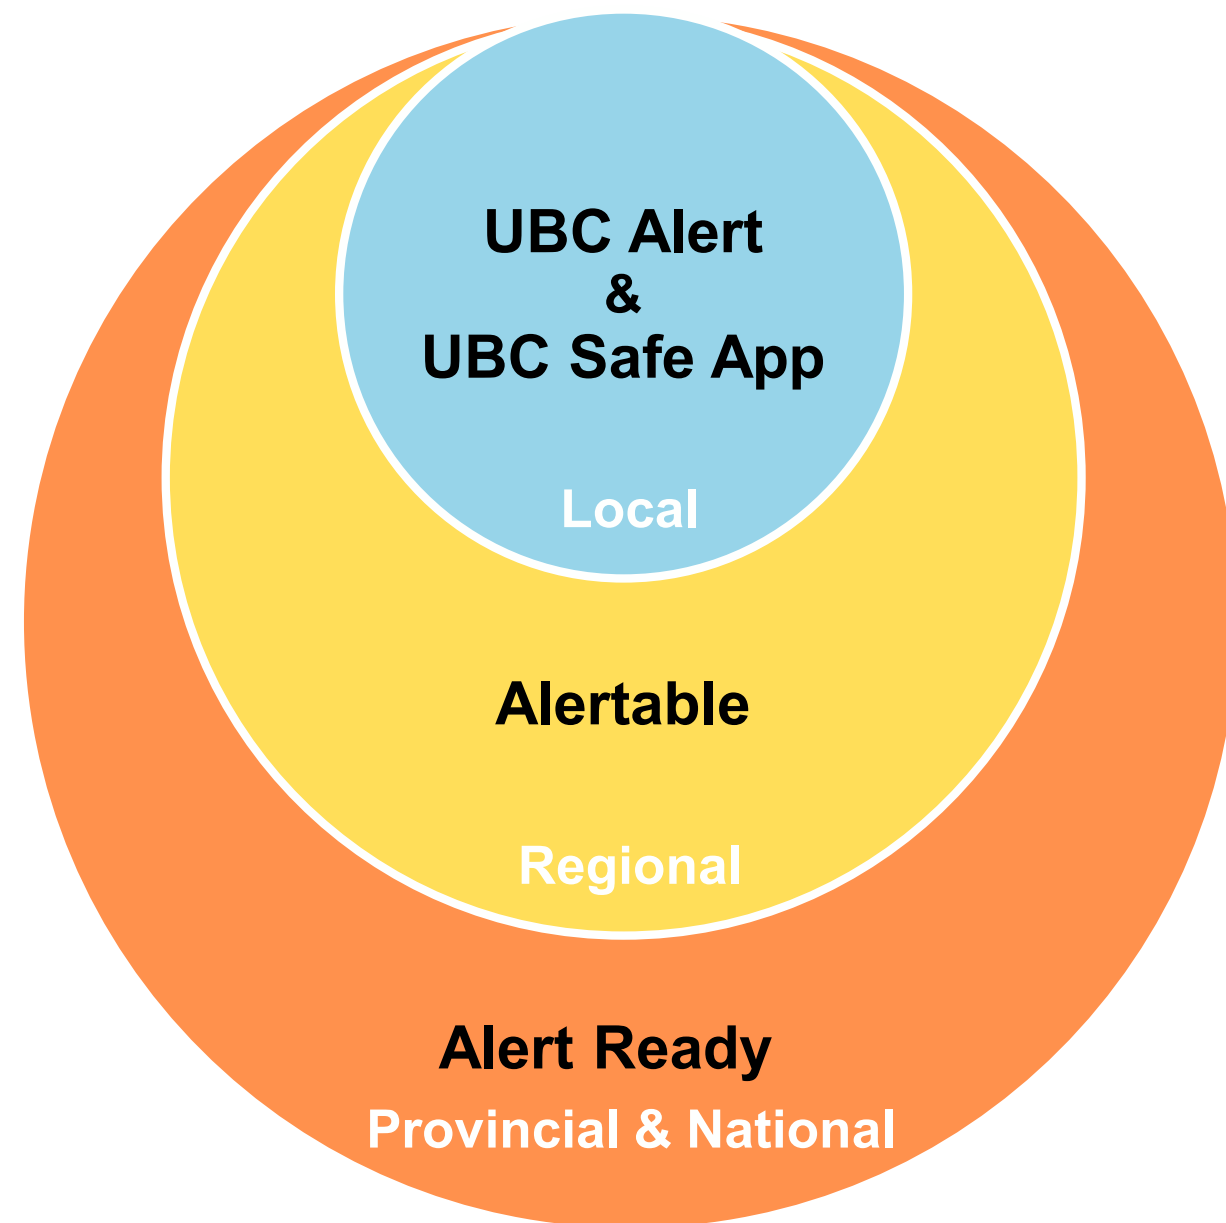 UBC Alert
&
UBC Safe App
Local
Alertable
Regional
Alert Ready
Provincial & National